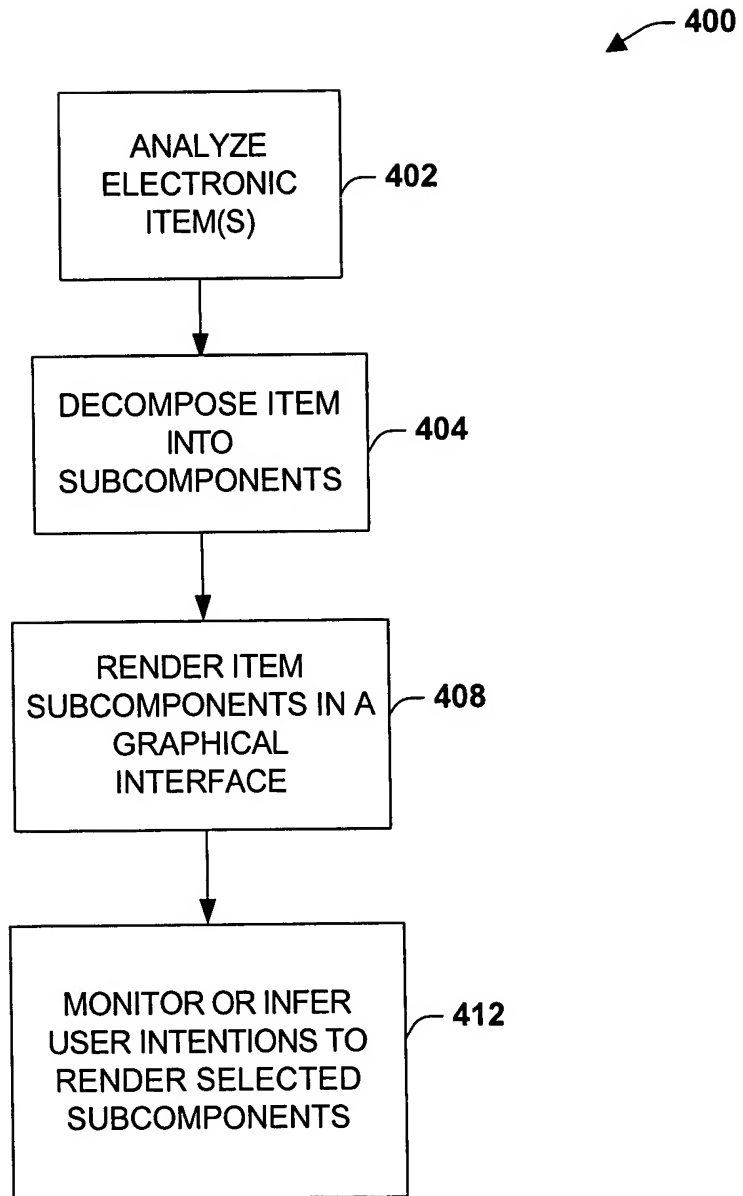 400
ANALYZE
ELECTRONIC
ITEM(S)
402
DECOMPOSE ITEM
INTO
SUBCOMPONENTS
404
RENDER ITEM
SUBCOMPONENTS IN A
GRAPHICAL
INTERFACE
408
MONITOR OR INFER
USER INTENTIONS TO
RENDER SELECTED
SUBCOMPONENTS
412